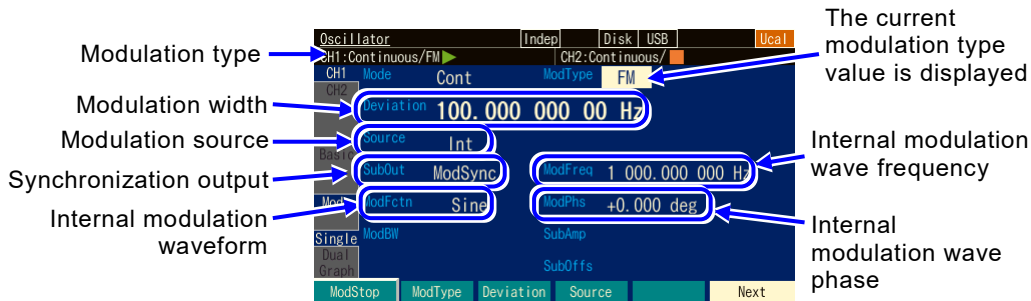 Modulation type
Modulation width
Modulation source
Synchronization output
Internal modulation
waveform
Oscillator Indep Disk USB Ucal
CH1:Continuous/FM CH2:Continuous/
CH1 Mode Cont ModType FM
CH2
Deviation 100.000 000 00 Hz
Source Int
Basic
SubOut ModSync ModFreq 1 000.000 000 Hz
ModFctn Sine ModPhs +0.000 deg
Single ModBW SubAmp
Dual
Graph SubOffs
ModStop ModType Deviation Source Next
The current
modulation type
value is displayed
Internal modulation
wave frequency
Internal
modulation wave
phase